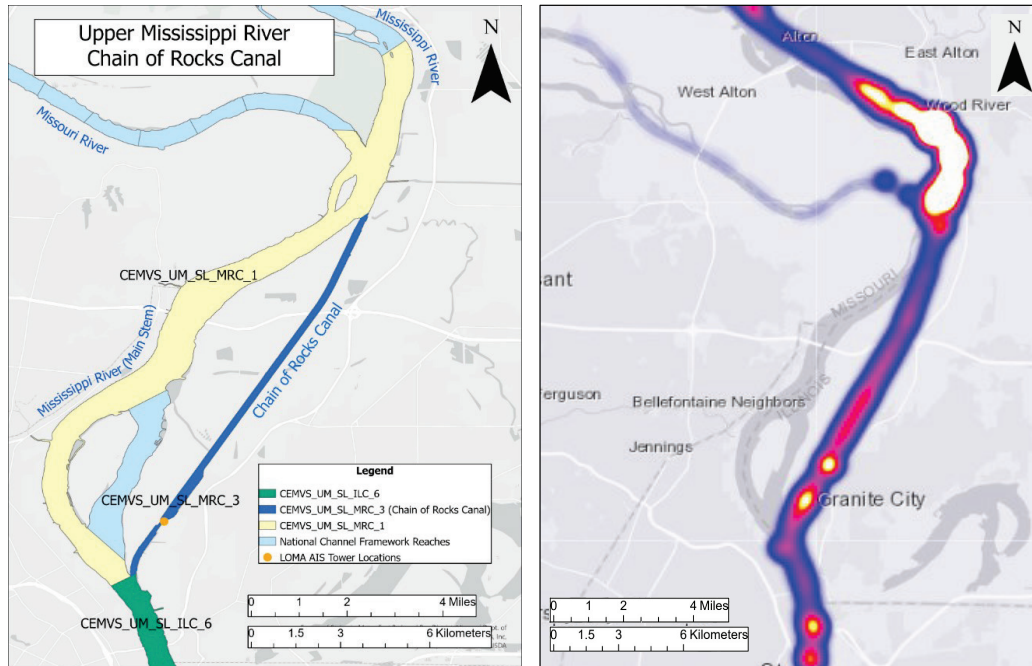 Upper Mississippi River
Chain of Rocks Canal
Mississippi River
N
Mississippi River
Missouri River
CEMVS_UM_SL_MRC_1
Mississippi River (Main Stem)
Chain of Rocks Canal
CEMVS_UM_SL_MRC_3
Legend
CEMVS_UM_SL_ILC_6
CEMVS_UM_SL_MRC_3 (Chain of Rocks Canal)
CEMVS_UM_SL_MRC_1
National Channel Framework Reaches
LOMA AIS Tower Locations
CEMVS_UM_SL_ILC_6
0 1 2 4 Miles
0 1.5 3 6 Kilometers
N
Alton
East Alton
West Alton
Wood River
MISSOURI
ILLINOIS
Bellefontaine Neighbors
Jennings
Granite City
0 1 2 4 Miles
0 1.5 3 6 Kilometers